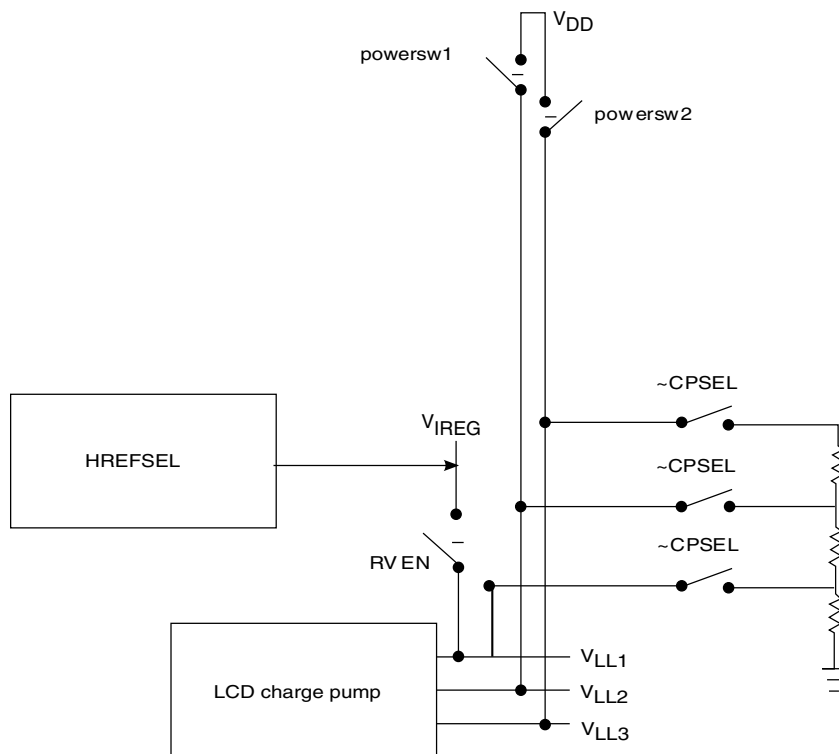 VDD
powersw1
powersw2
~CPSEL
HREFSEL
VIREG
~CPSEL
~CPSEL
RVEN
VLL1
LCD charge pump
VLL2
VLL3